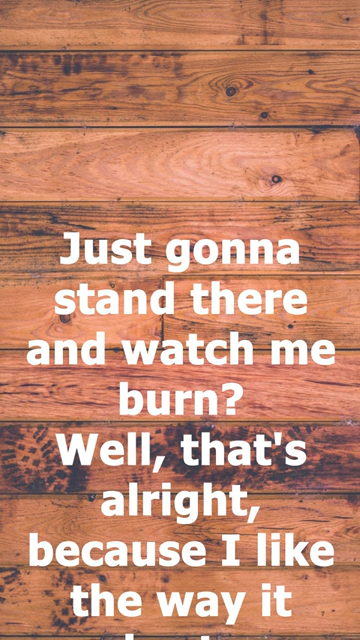 Just gonna
stand there
and watch me
burn?
Well, that's
alright,
because I like
the way it